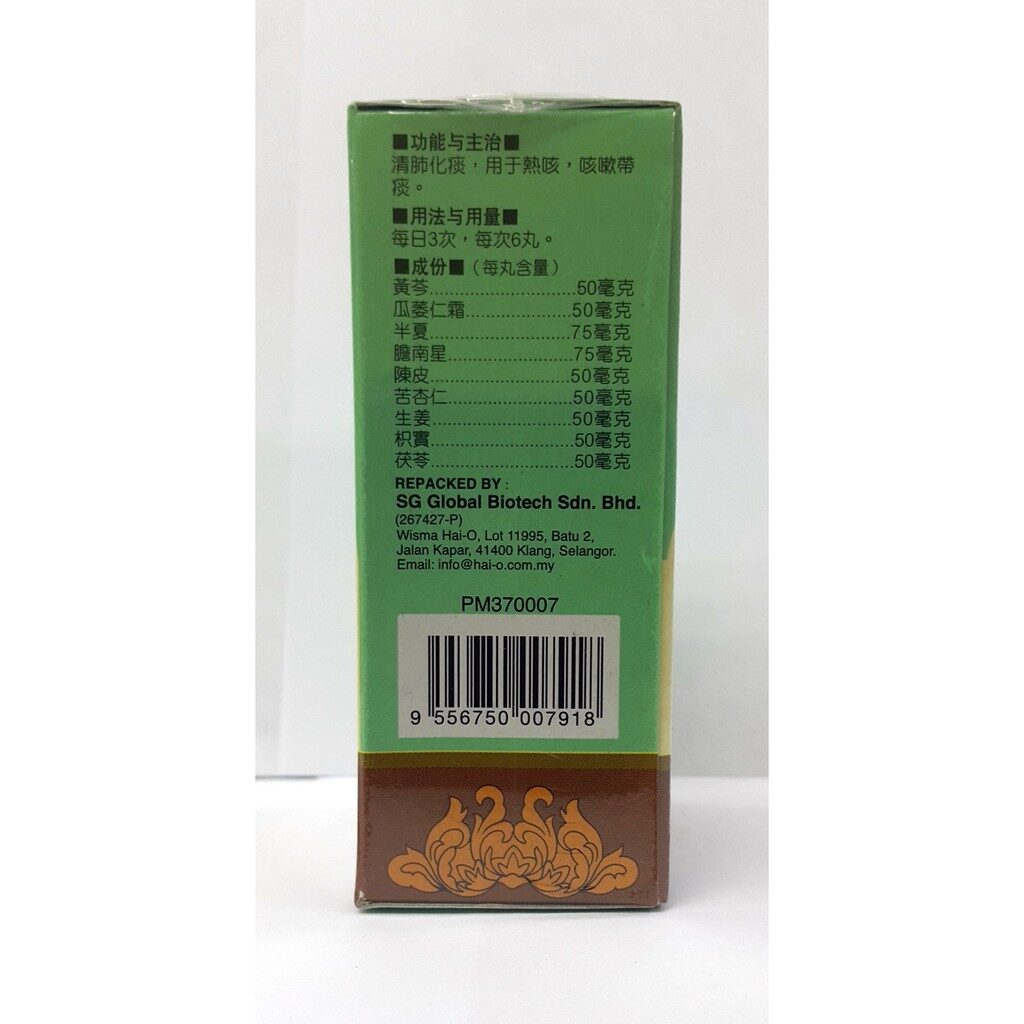 ■功能与主治■
清肺化痰，用于熱咳，咳嗽帶
痰。
■用法与用量■
每日3次，每次6丸。
■成份■（每丸含量）
黃芩..........................50毫克
瓜萎仁霜...................50毫克
半夏.........................75毫克
膽南星......................75毫克
陳皮.........................50毫克
苦杏仁......................50毫克
生姜.........................50毫克
枳實.........................50毫克
茯苓.........................50毫克
REPACKED BY :
SG Global Biotech Sdn. Bhd.
(267427-P)
Wisma Hai-O, Lot 11995, Batu 2,
Jalan Kapar, 41400 Klang, Selangor.
Email: info@hai-o.com.my
PM370007
9 556750 007918